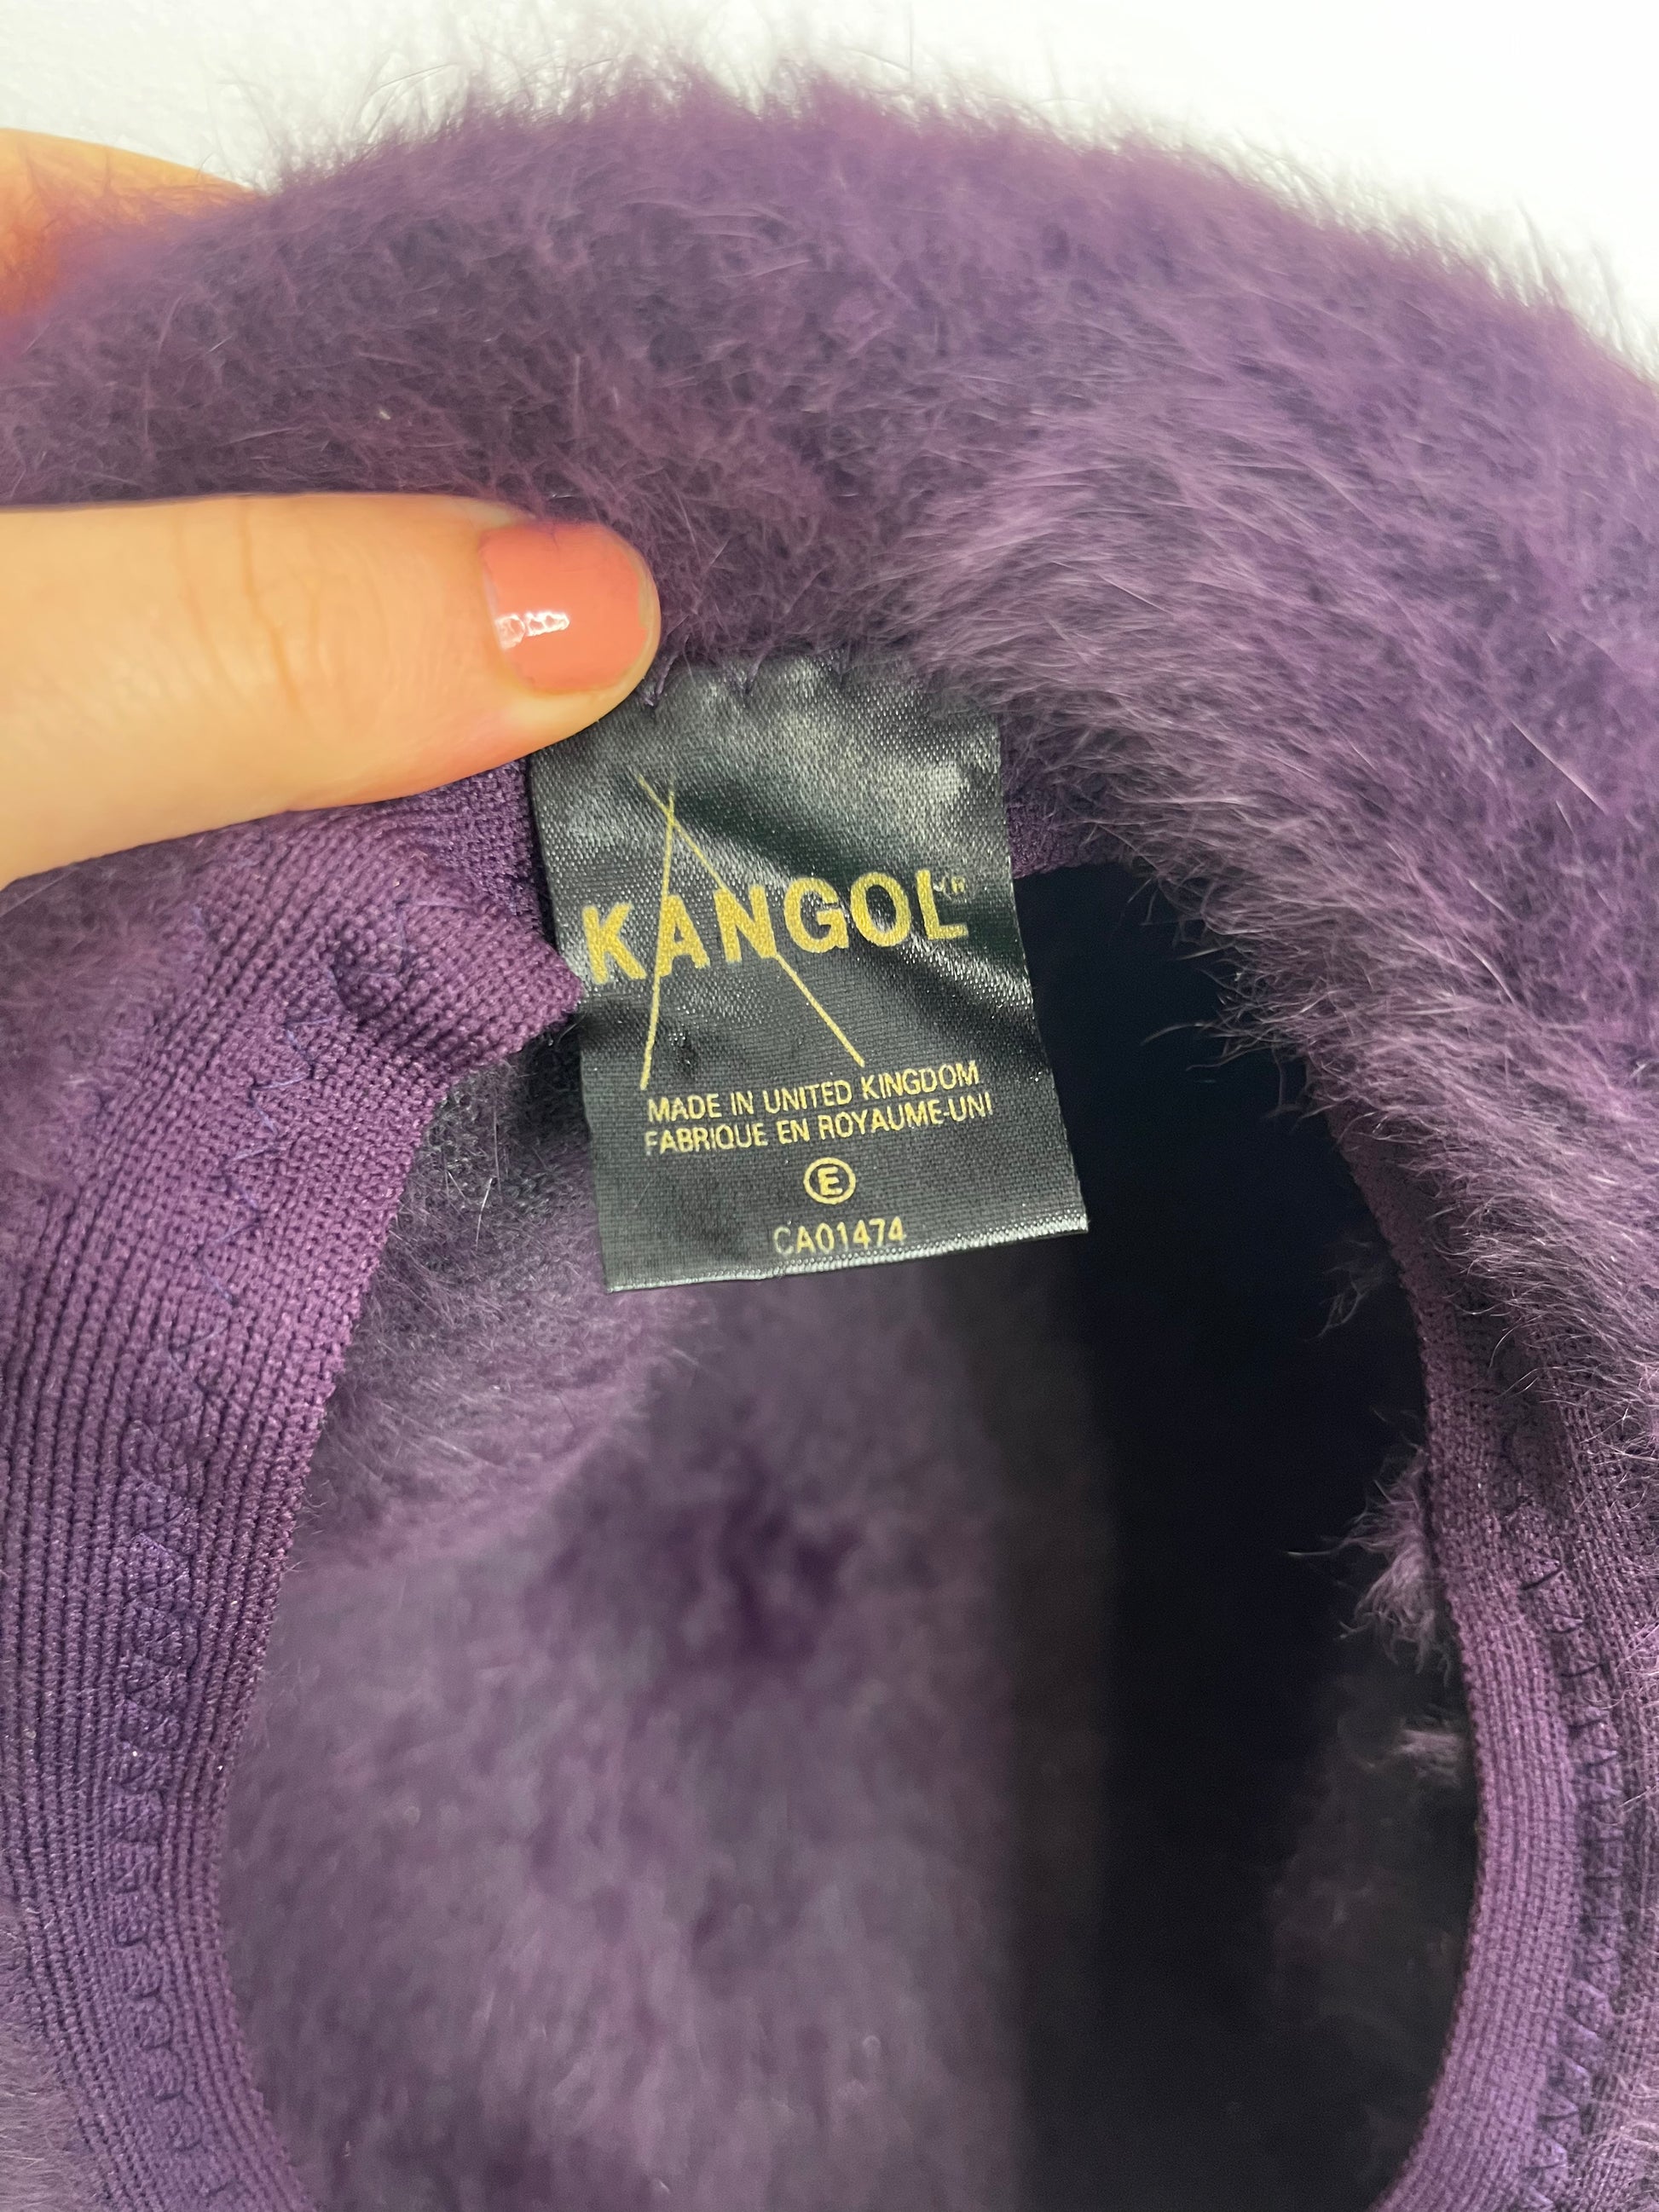 KANGOL
MADE IN UNITED KINGDOM
FABRIQUE EN ROYAUME-UNI
E
CA01474